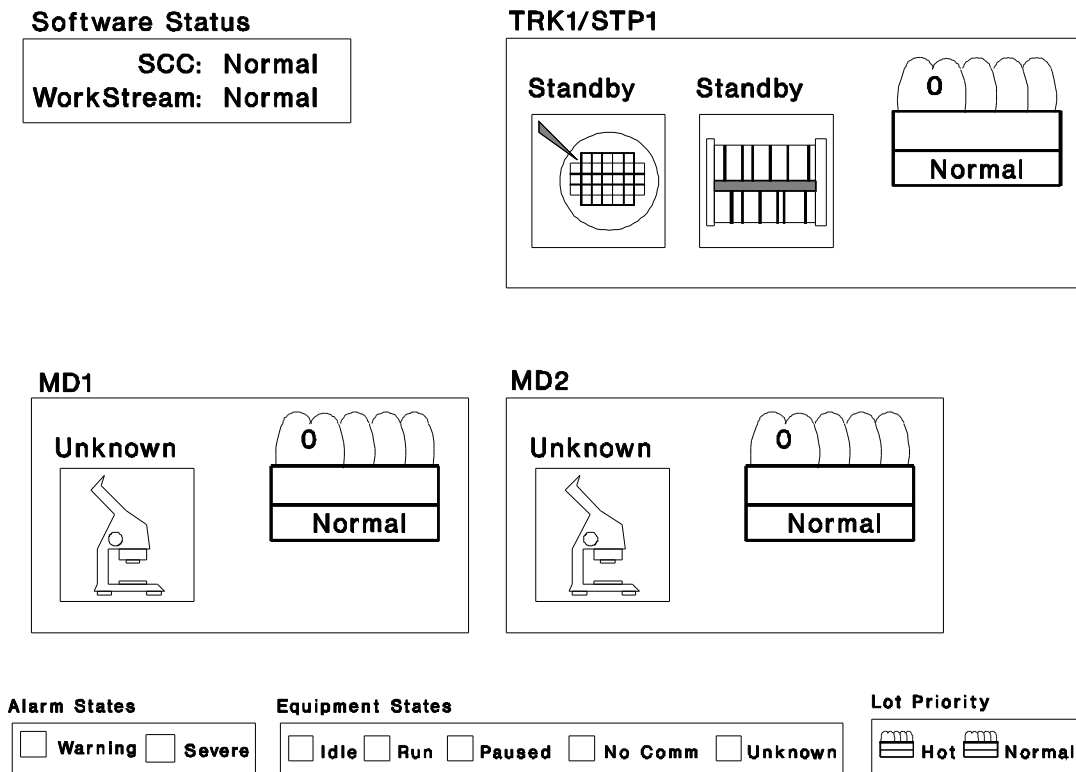 Software Status
SCC: Normal
WorkStream: Normal
TRK1/STP1
Standby Standby
0
Normal
MD1
Unknown
0
Normal
MD2
Unknown
0
Normal
Alarm States
Warning Severe
Equipment States
Idle Run Paused No Comm Unknown
Lot Priority
Hot Normal